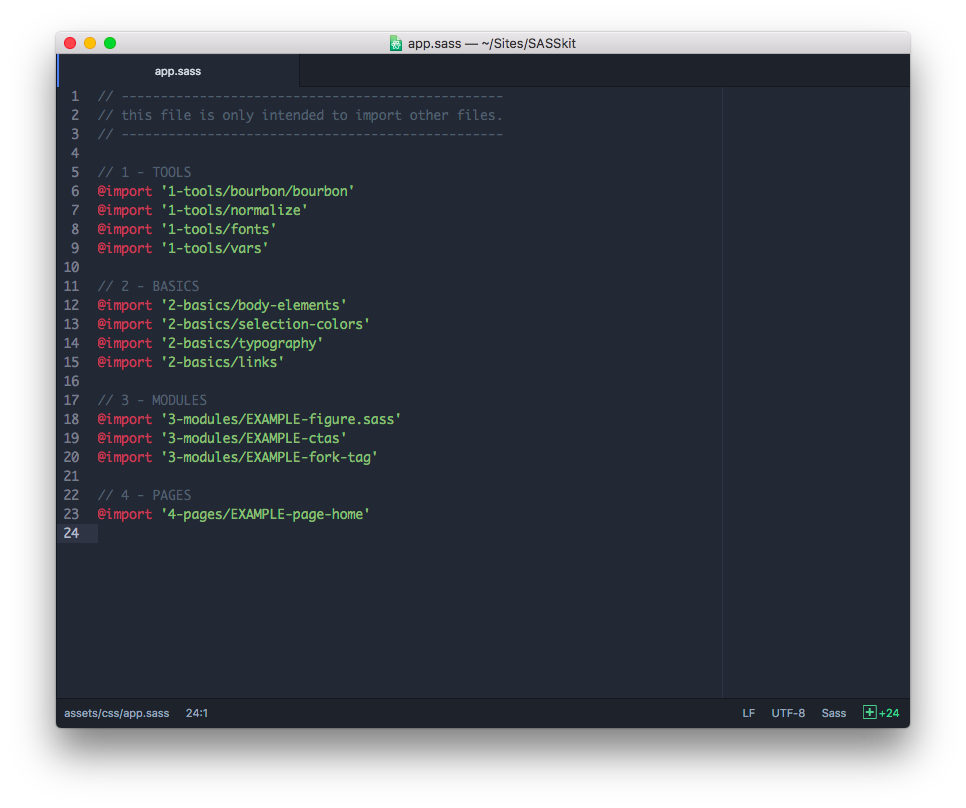 app.sass — ~/Sites/SASSkit
app.sass
1 // -------------------------------------------------
2 // this file is only intended to import other files.
3 // -------------------------------------------------
4
5 // 1 - TOOLS
6 @import '1-tools/bourbon/bourbon'
7 @import '1-tools/normalize'
8 @import '1-tools/fonts'
9 @import '1-tools/vars'
10
11 // 2 - BASICS
12 @import '2-basics/body-elements'
13 @import '2-basics/selection-colors'
14 @import '2-basics/typography'
15 @import '2-basics/links'
16
17 // 3 - MODULES
18 @import '3-modules/EXAMPLE-figure.sass'
19 @import '3-modules/EXAMPLE-ctas'
20 @import '3-modules/EXAMPLE-fork-tag'
21
22 // 4 - PAGES
23 @import '4-pages/EXAMPLE-page-home'
24
assets/css/app.sass 24:1 LF UTF-8 Sass +24